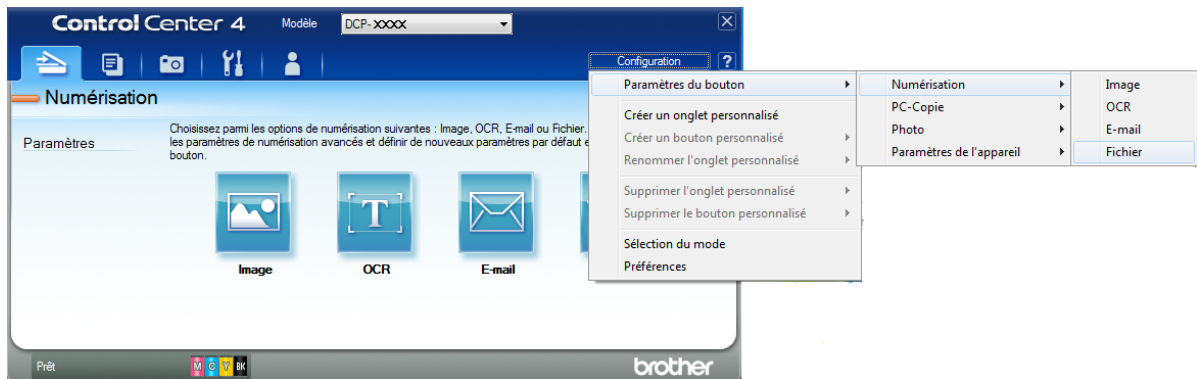 Control Center 4
Modèle
DCP-XXXX
Configuration
?
Numérisation
Paramètres
Choisissez parmi les options de numérisation suivantes : Image, OCR, E-mail ou Fichier.
les paramètres de numérisation avancés et définir de nouveaux paramètres par défaut
bouton.
Image
OCR
E-mail
Paramètres du bouton
Créer un onglet personnalisé
Créer un bouton personnalisé
Renommer l'onglet personnalisé
Supprimer l'onglet personnalisé
Supprimer le bouton personnalisé
Sélection du mode
Préférences
Numérisation
PC-Copie
Photo
Paramètres de l'appareil
Image
OCR
E-mail
Fichier
Prêt
M C Y BK
brother